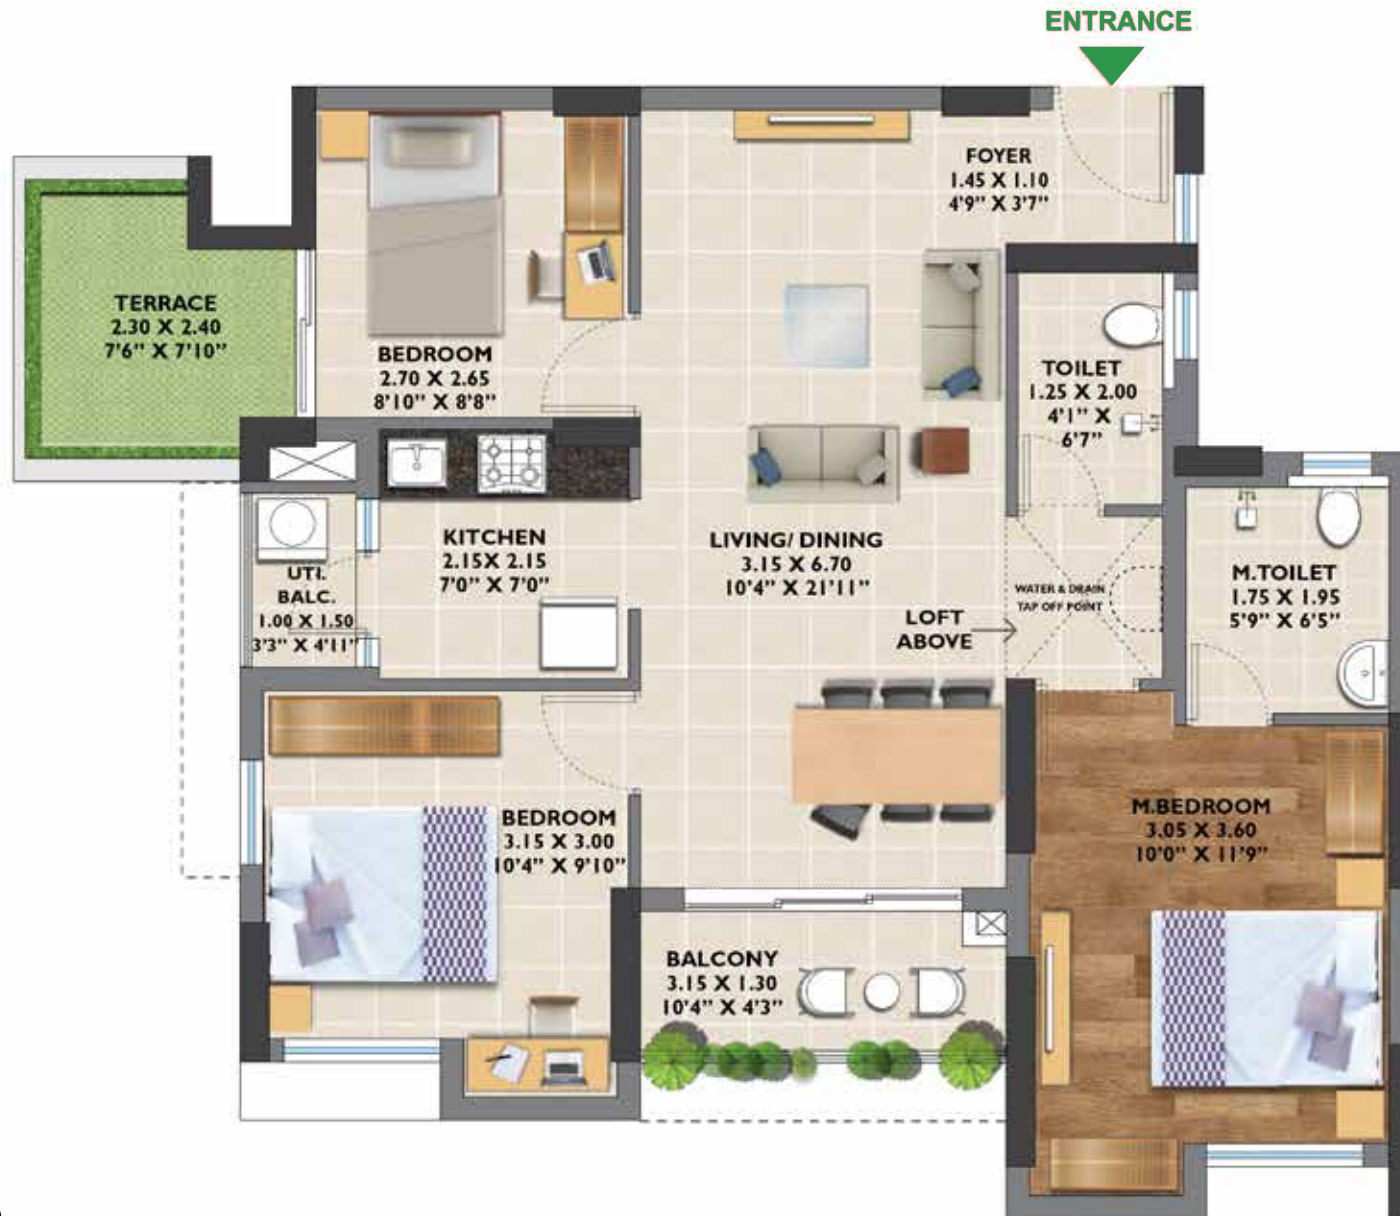 ENTRANCE
FOYER
1.45 X 1.10
4'9" X 3'7"
TERRACE
2.30 X 2.40
7'6" X 7'10"
BEDROOM
2.70 X 2.65
8'10" X 8'8"
TOILET
1.25 X 2.00
4'1" X
6'7"
KITCHEN
2.15X 2.15
7'0" X 7'0"
LIVING/ DINING
3.15 X 6.70
10'4" X 21'11"
UTI.
BALC.
1.00 X 1.50
3'3" X 4'11"
WATER & DRAIN
TAP OFF POINT
LOFT
ABOVE
M.TOILET
1.75 X 1.95
5'9" X 6'5"
BEDROOM
3.15 X 3.00
10'4" X 9'10"
M.BEDROOM
3.05 X 3.60
10'0" X 11'9"
BALCONY
3.15 X 1.30
10'4" X 4'3"